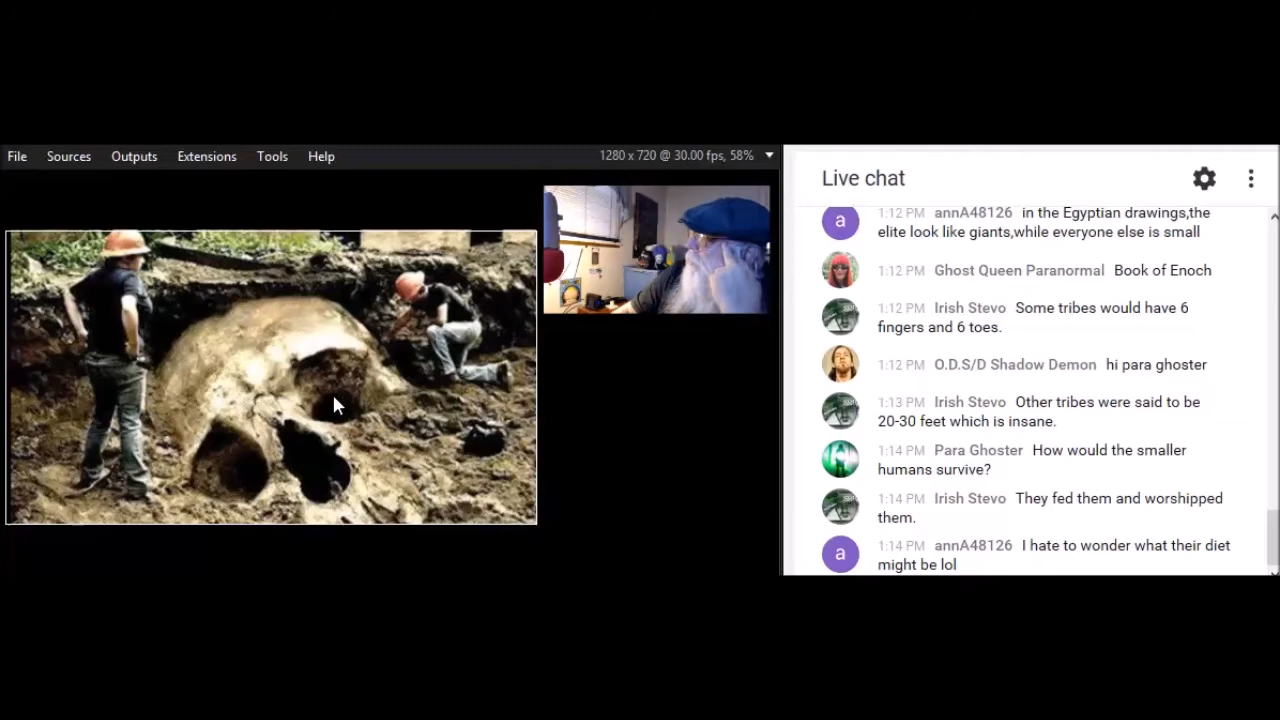 File Sources Outputs Extensions Tools Help 1280 x 720 @ 30.00 fps, 58%
Live chat
a
1:12 PM annA48126 in the Egyptian drawings,the
elite look like giants,while everyone else is small
1:12 PM Ghost Queen Paranormal Book of Enoch
1:12 PM Irish Stevo Some tribes would have 6
fingers and 6 toes.
1:12 PM O.D.S/D Shadow Demon hi para ghoster
1:13 PM Irish Stevo Other tribes were said to be
20-30 feet which is insane.
1:14 PM Para Ghoster How would the smaller
humans survive?
1:14 PM Irish Stevo They fed them and worshipped
them.
a
1:14 PM annA48126 I hate to wonder what their diet
might be lol